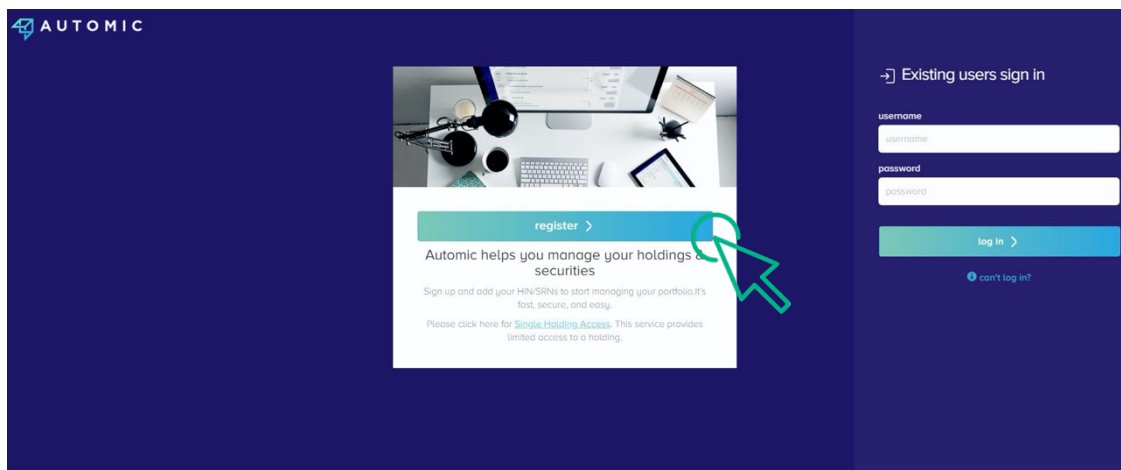 AUTOMIC
register
Automic helps you manage your holdings &
securities
Sign up and add your HIN/SRNs to start managing your portfolio.It's
fast, secure, and easy.
Please click here for Single Holding Access. This service provides
limited access to a holding.
Existing users sign in
username
username
password
password
log in
can't log in?